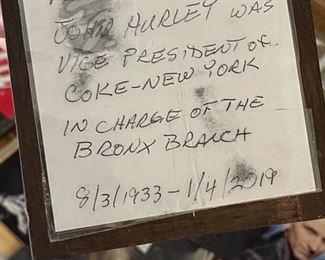 JOHN HURLEY WAS
VICE PRESIDENT of
COKE-NEW YORK
IN CHARGE OF THE
BRONX BRANCH
8/3/1933-1/4/2019